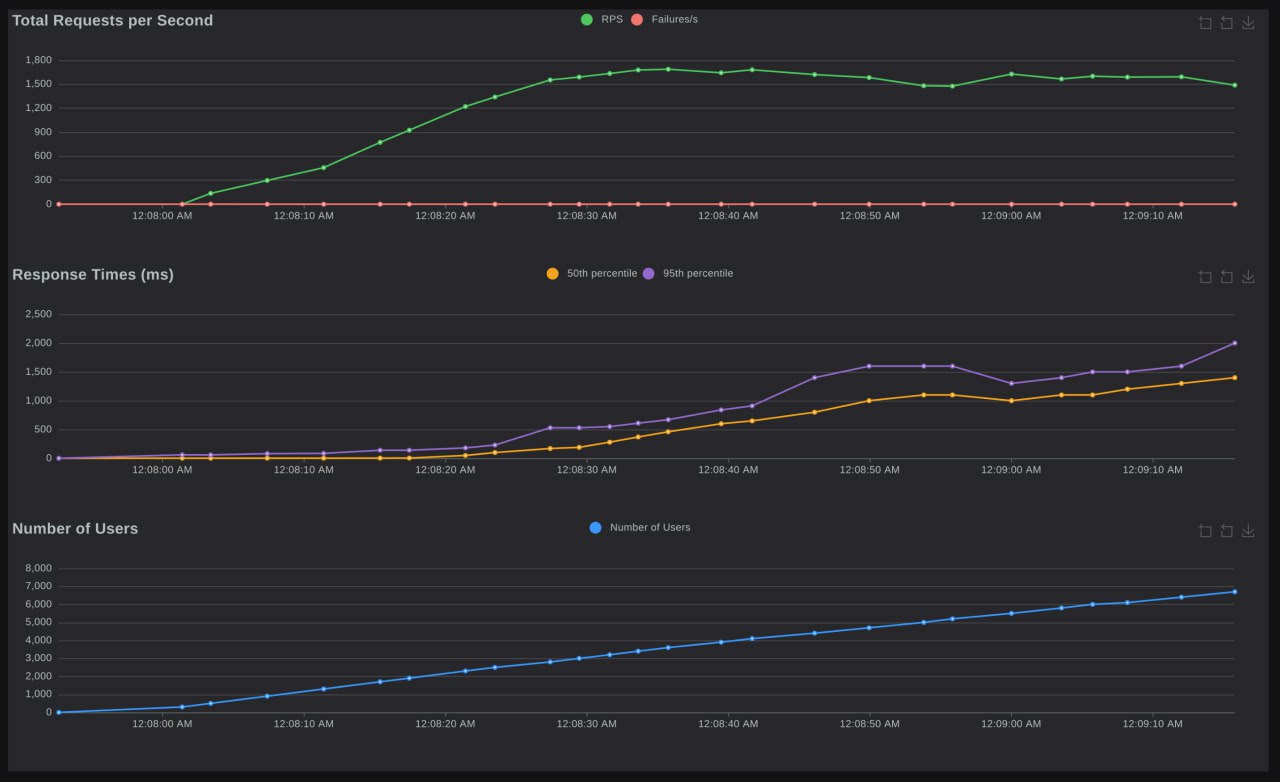 Total Requests per Second
RPS Failures/s
1,800
1,500
1,200
900
600
300
0
12:08:00 AM 12:08:10 AM 12:08:20 AM 12:08:30 AM 12:08:40 AM 12:08:50 AM 12:09:00 AM 12:09:10 AM
Response Times (ms)
50th percentile 95th percentile
2,500
2,000
1,500
1,000
500
0
12:08:00 AM 12:08:10 AM 12:08:20 AM 12:08:30 AM 12:08:40 AM 12:08:50 AM 12:09:00 AM 12:09:10 AM
Number of Users
Number of Users
8,000
7,000
6,000
5,000
4,000
3,000
2,000
1,000
0
12:08:00 AM 12:08:10 AM 12:08:20 AM 12:08:30 AM 12:08:40 AM 12:08:50 AM 12:09:00 AM 12:09:10 AM